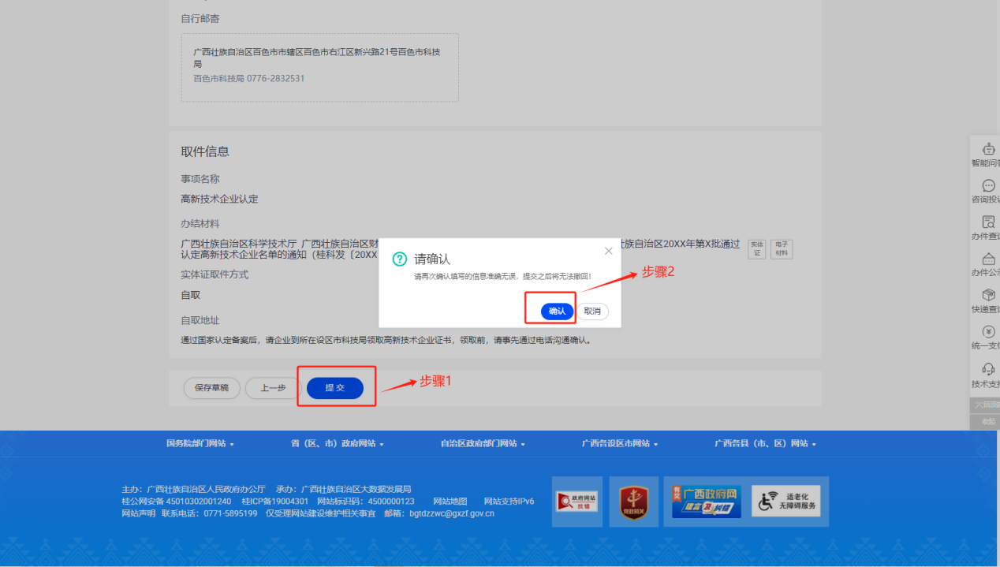 自行邮寄
广西壮族自治区百色市市辖区百色市右江区新兴路21号百色市科技
局
百色市科技局 0776-2832531
取件信息
事项名称
高新技术企业认定
办结材料
广西壮族自治区科学技术厅 广西壮族自治区财
族自治区20XX年第X批通过
认定高新技术企业名单的通知（桂科发〔20XX
实体
证
电子
材料
实体证取件方式
自取
自取地址
通过国家认定备案后，请企业到所在设区市科技局领取高新技术企业证书，领取前，请事先通过电话沟通确认。
请确认
请再次确认填写的信息准确无误，提交之后将无法撤回！
确认
取消
步骤2
保存草稿
上一步
提交
步骤1
智能问答
咨询投诉
办件查
办件公
快递查
统一支
技术支
收起
国务院部门网站
省（区、市）政府网站
自治区政府部门网站
广西各设区市网站
广西各县（市、区）网站
主办：广西壮族自治区人民政府办公厅 承办：广西壮族自治区大数据发展局
桂公网安备 45010302001240 桂ICP备19004301 网站标识码：4500000123 网站地图 网站支持IPv6
网站声明 联系电话：0771-5895199 仅受理网站建设维护相关事宜 邮箱：bgtdzzwc@gxzf.gov.cn
政府网站
找错
党政机关
有奖
广西政府网
建言及纠错
适老化
无障碍服务